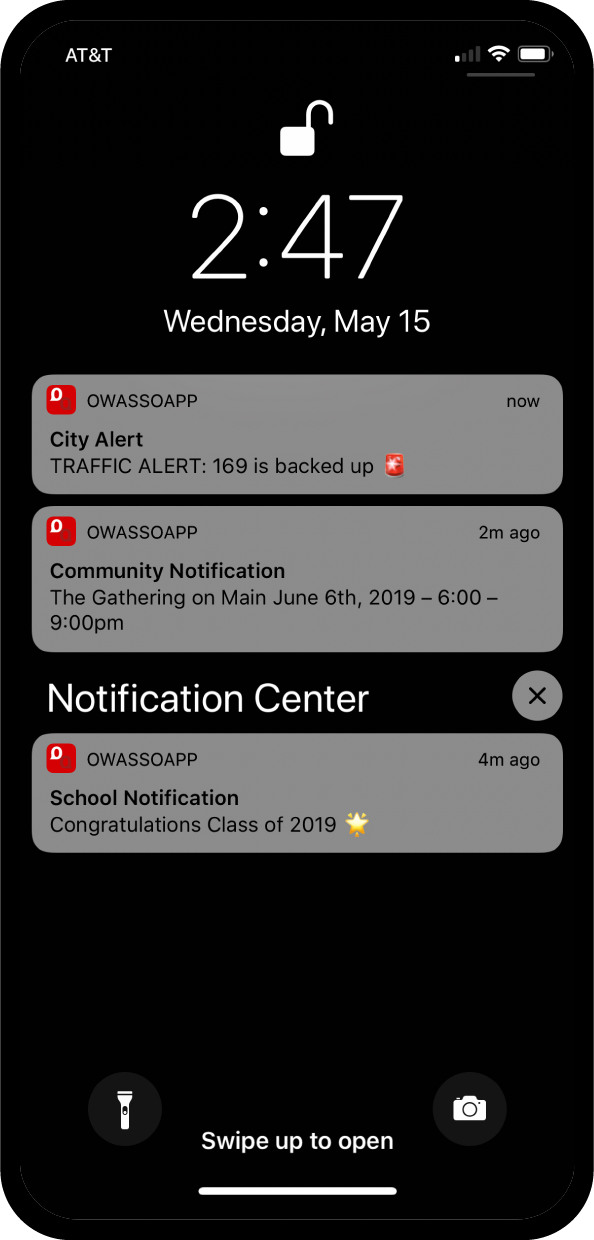 AT&T
2:47
Wednesday, May 15
OWASSOAPP now
City Alert
TRAFFIC ALERT: 169 is backed up 🚨
OWASSOAPP 2m ago
Community Notification
The Gathering on Main June 6th, 2019 – 6:00 –
9:00pm
Notification Center
OWASSOAPP 4m ago
School Notification
Congratulations Class of 2019 🌟
Swipe up to open